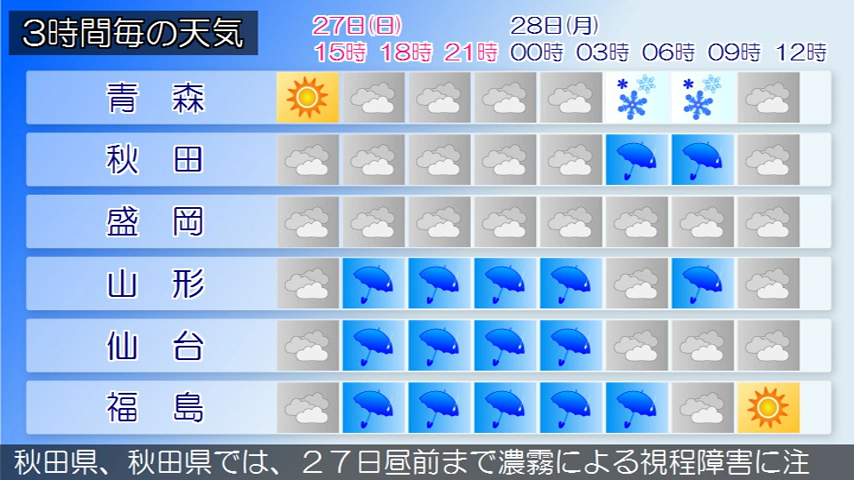 3時間毎の天気
27日(日) 28日(月)
15時 18時 21時 00時 03時 06時 09時 12時
青森
秋田
盛岡
山形
仙台
福島
秋田県、秋田県では、２７日昼前まで濃霧による視程障害に注